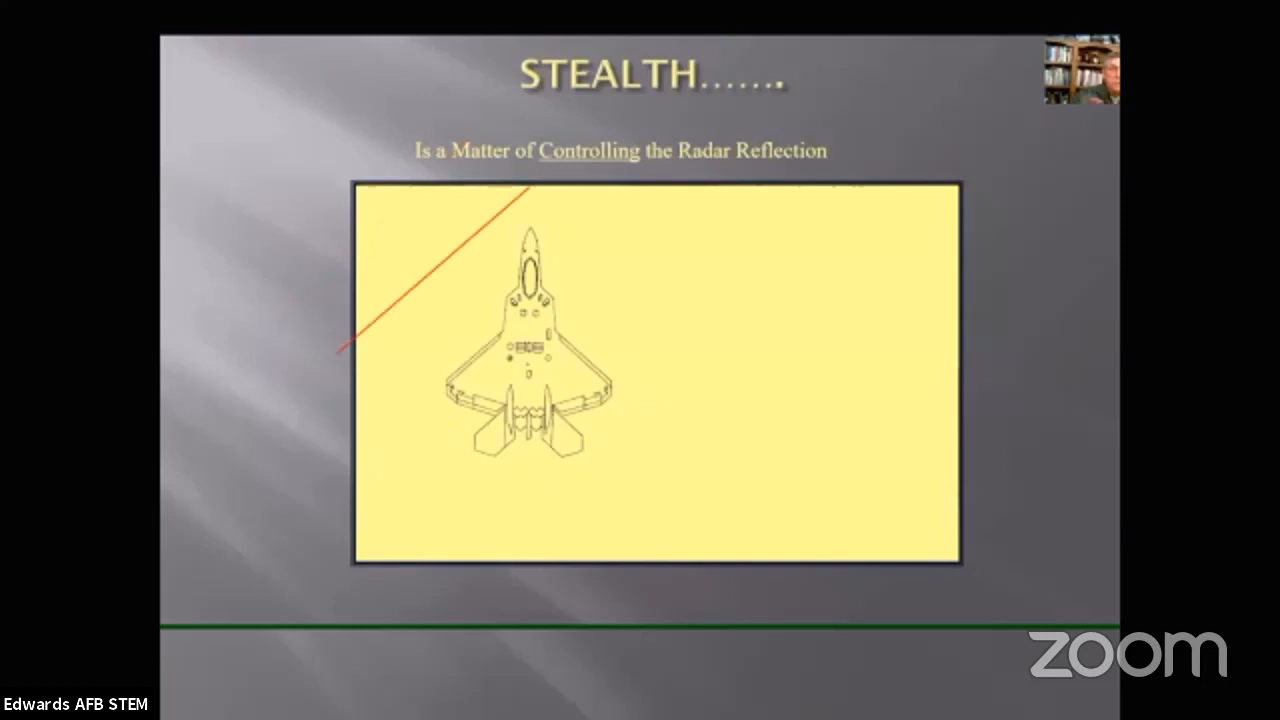 STEALTH.......
Is a Matter of Controlling the Radar Reflection
zoom
Edwards AFB STEM